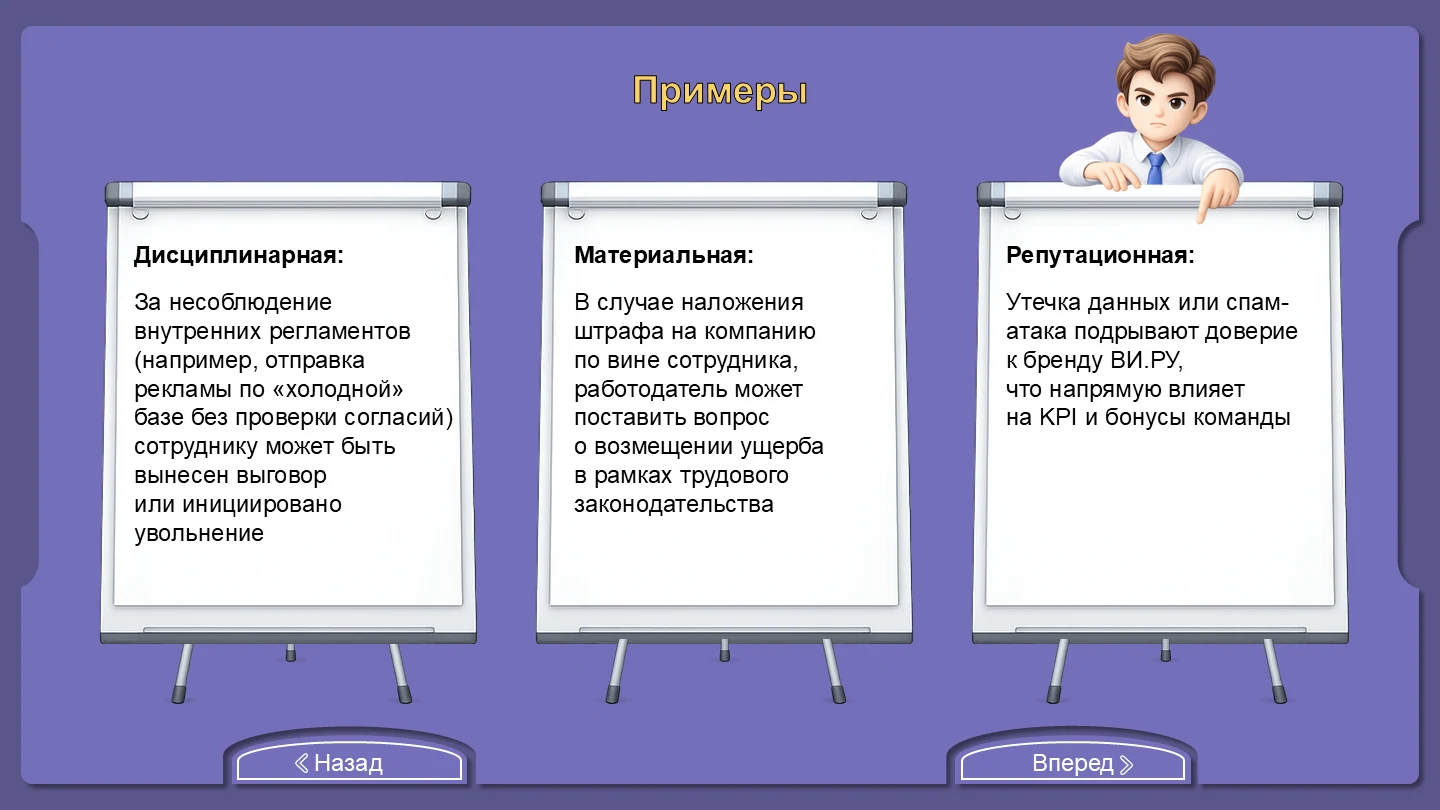 Примеры
Дисциплинарная:
За несоблюдение
внутренних регламентов
(например, отправка
рекламы по «холодной»
базе без проверки согласий)
сотруднику может быть
вынесен выговор
или инициировано
увольнение
Материальная:
В случае наложения
штрафа на компанию
по вине сотрудника,
работодатель может
поставить вопрос
о возмещении ущерба
в рамках трудового
законодательства
Репутационная:
Утечка данных или спам-
атака подрывают доверие
к бренду ВИ.РУ,
что напрямую влияет
на KPI и бонусы команды
Назад
Вперед